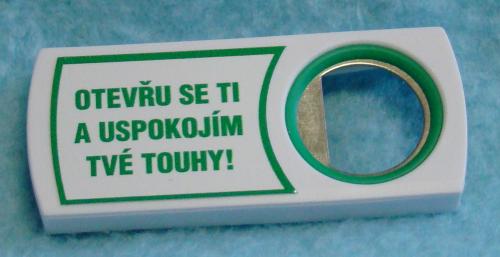 OTEVŘU SE TI
A USPOKOJÍM
TVÉ TOUHY!